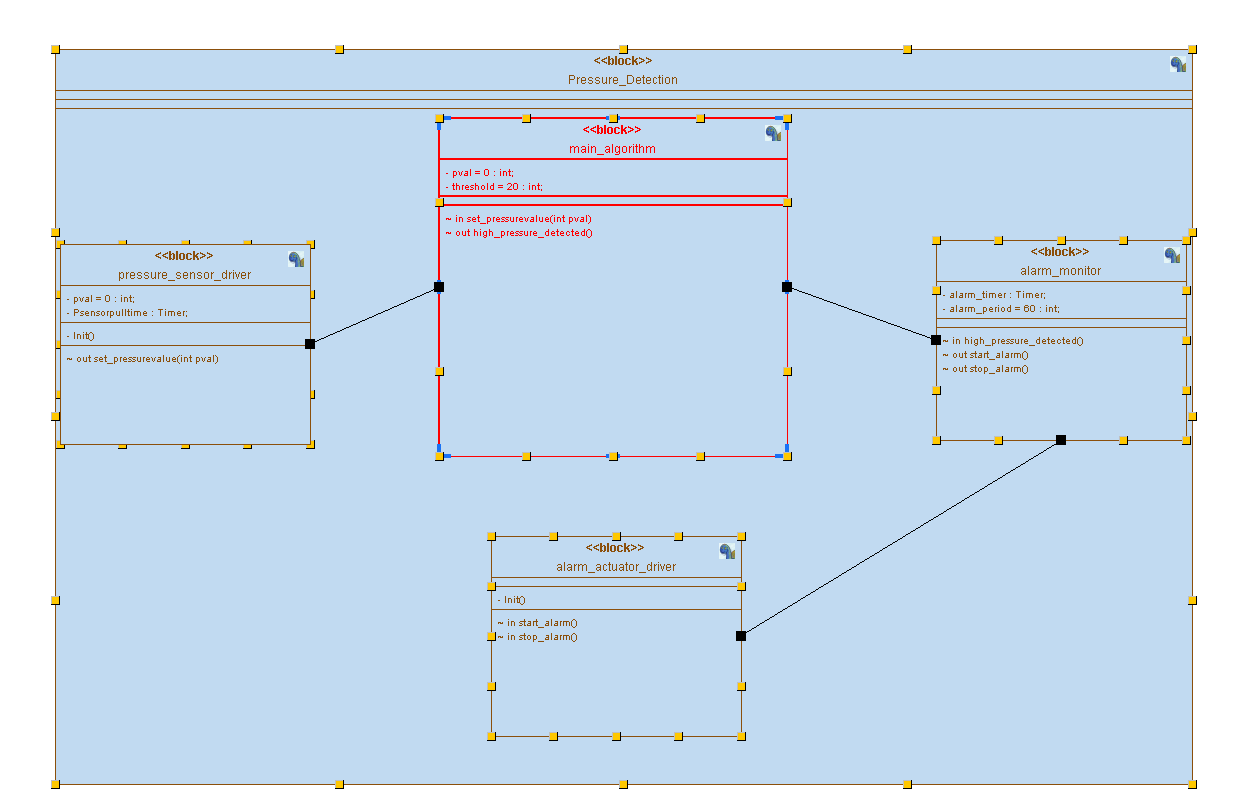 <<block>>
Pressure_Detection
<<block>>
main_algorithm
- pval = 0 : int;
- threshold = 20 : int;
~ in set_pressurevalue(int pval)
~ out high_pressure_detected()
<<block>>
pressure_sensor_driver
- pval = 0 : int;
- Psensorpulltime : Timer;
- Init()
~ out set_pressurevalue(int pval)
<<block>>
alarm_monitor
- alarm_timer : Timer;
- alarm_period = 60 : int;
~ in high_pressure_detected()
~ out start_alarm()
~ out stop_alarm()
<<block>>
alarm_actuator_driver
- Init()
~ in start_alarm()
~ in stop_alarm()